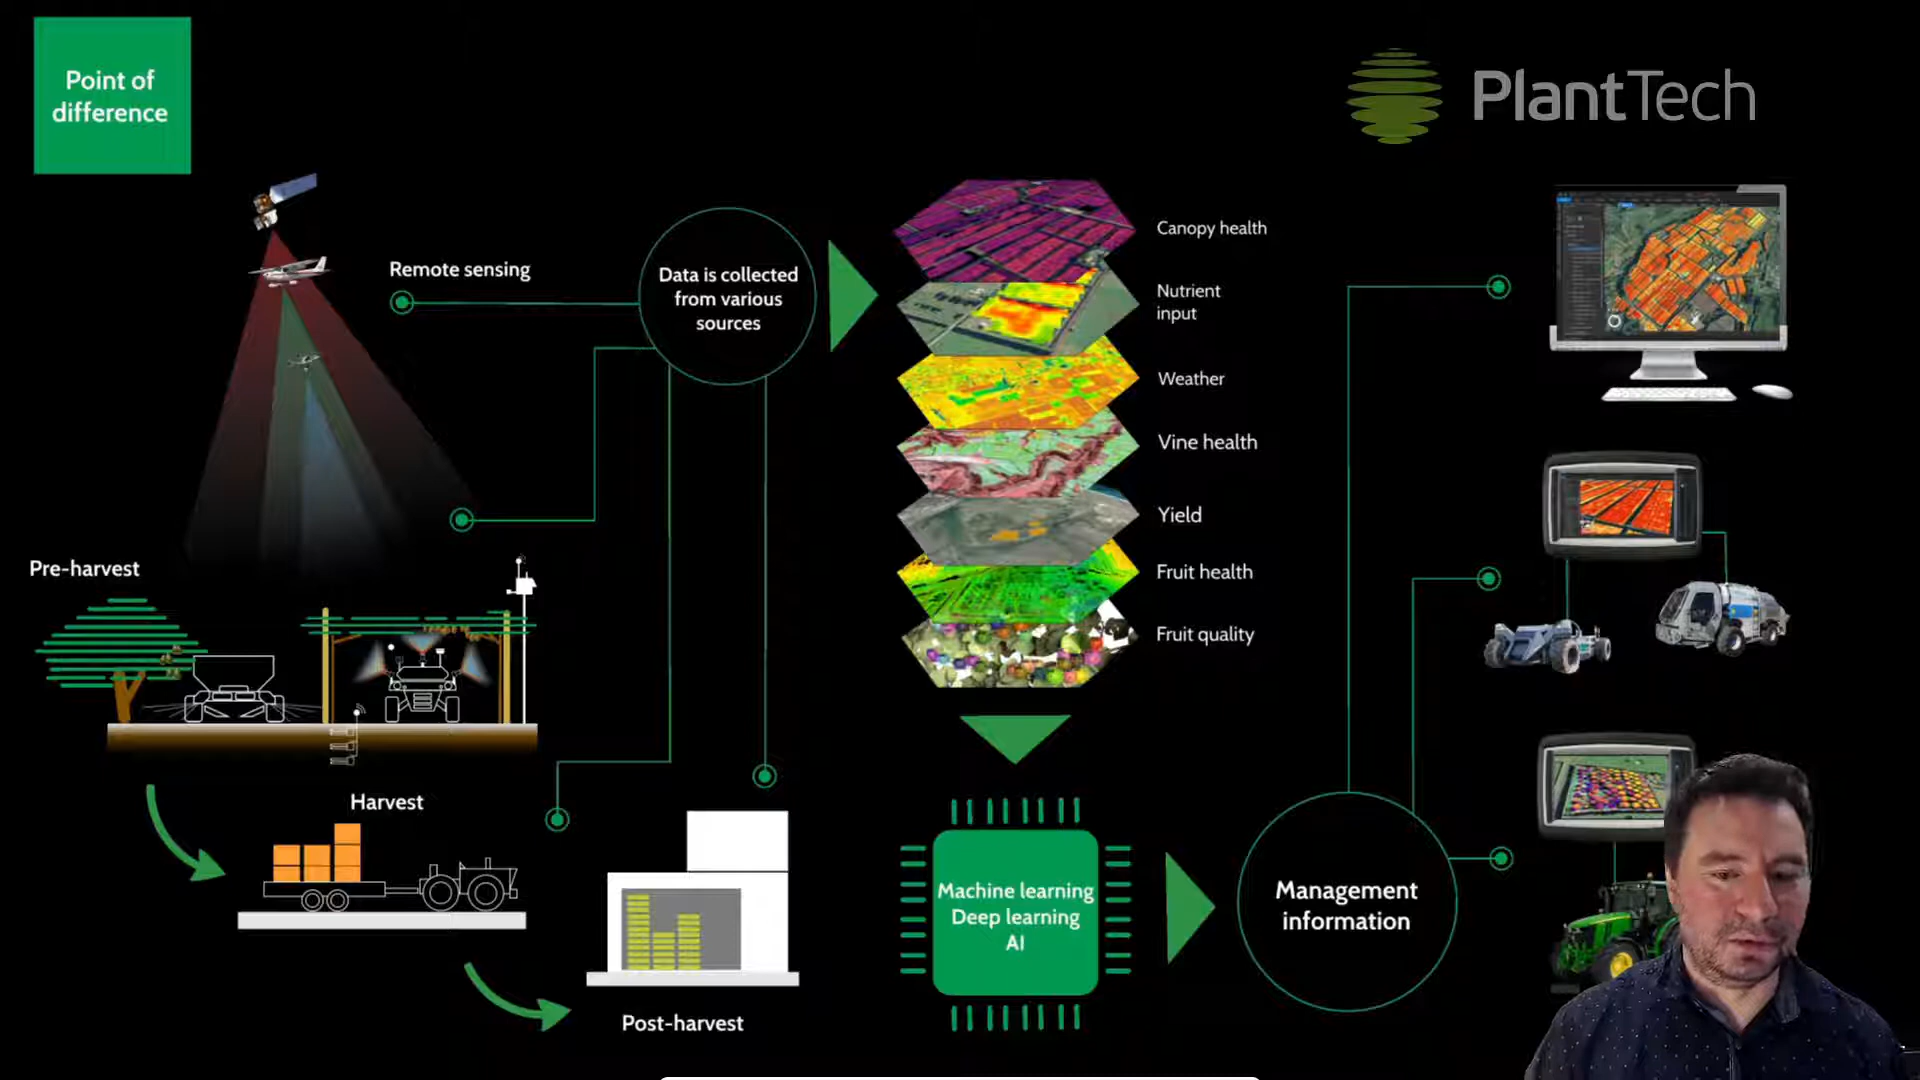 Point of
difference
PlantTech
Remote sensing
Data is collected
from various
sources
Canopy health
Nutrient
input
Weather
Vine health
Yield
Fruit health
Fruit quality
Pre-harvest
Harvest
Post-harvest
Machine learning
Deep learning
AI
Management
information